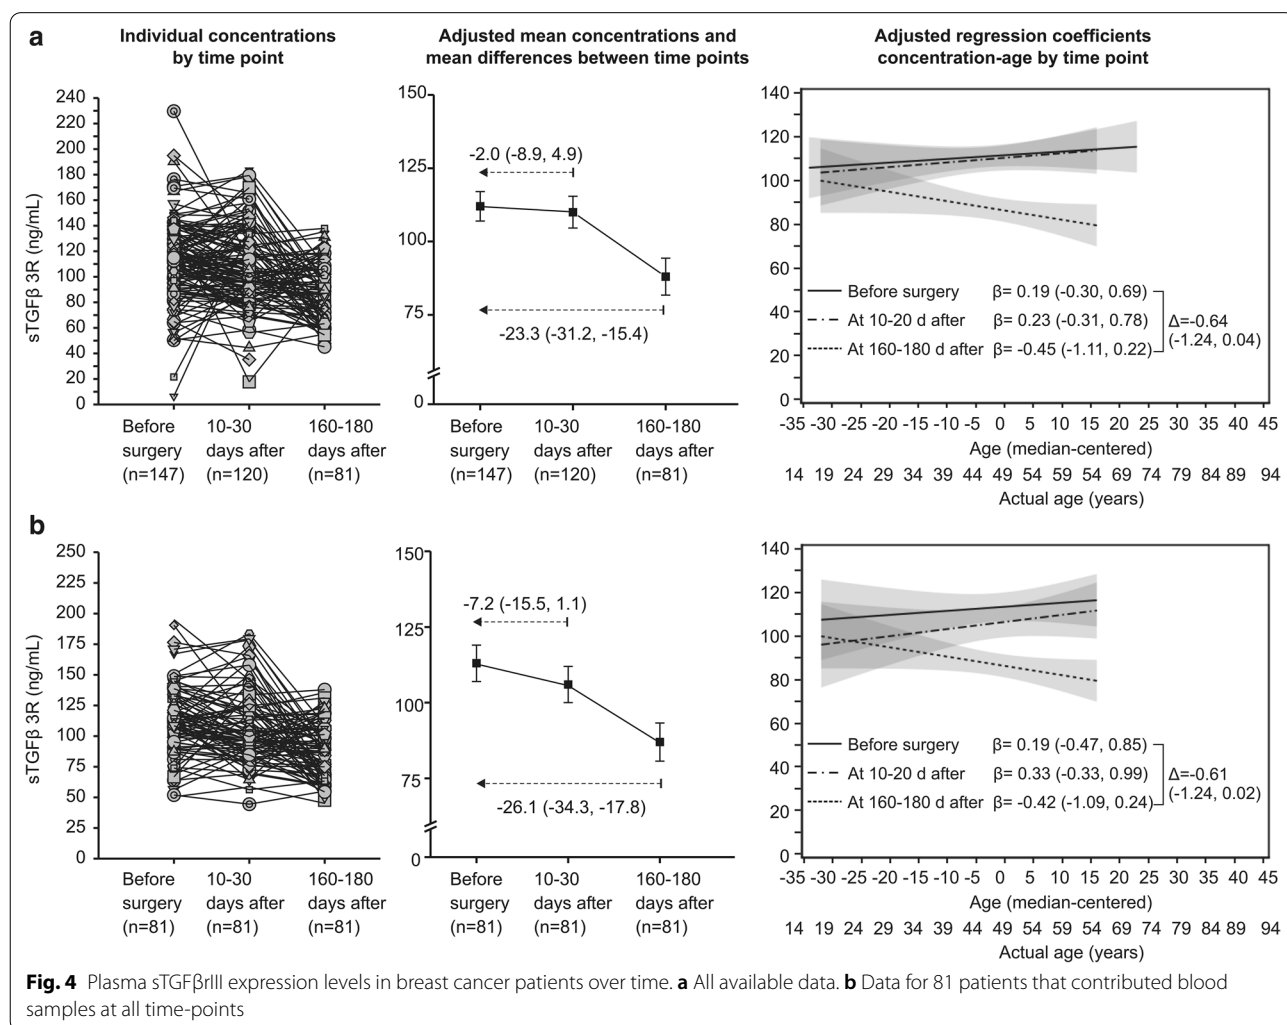 a
Individual concentrations
by time point
Adjusted mean concentrations and
mean differences between time points
Adjusted regression coefficients
concentration-age by time point
sTGFβ 3R (ng/mL)
240
220
200
180
160
140
120
100
80
60
40
20
0
Before
surgery
(n=147)
10-30
days after
(n=120)
160-180
days after
(n=81)
150
125
100
75
0
-2.0 (-8.9, 4.9)
-23.3 (-31.2, -15.4)
Before
surgery
(n=147)
10-30
days after
(n=120)
160-180
days after
(n=81)
140
120
100
80
60
40
20
0
Before surgery β= 0.19 (-0.30, 0.69)
At 10-20 d after β= 0.23 (-0.31, 0.78)
At 160-180 d after β= -0.45 (-1.11, 0.22)
Δ=-0.64
(-1.24, 0.04)
-35 -30 -25 -20 -15 -10 -5 0 5 10 15 20 25 30 35 40 45
Age (median-centered)
14 19 24 29 34 39 44 49 54 59 54 69 74 79 84 89 94
Actual age (years)
b
sTGFβ 3R (ng/mL)
250
225
200
175
150
125
100
75
50
25
0
Before
surgery
(n=81)
10-30
days after
(n=81)
160-180
days after
(n=81)
150
125
100
75
0
-7.2 (-15.5, 1.1)
-26.1 (-34.3, -17.8)
Before
surgery
(n=81)
10-30
days after
(n=81)
160-180
days after
(n=81)
140
120
100
80
60
40
20
0
Before surgery β= 0.19 (-0.47, 0.85)
At 10-20 d after β= 0.33 (-0.33, 0.99)
At 160-180 d after β= -0.42 (-1.09, 0.24)
Δ=-0.61
(-1.24, 0.02)
-35 -30 -25 -20 -15 -10 -5 0 5 10 15 20 25 30 35 40 45
Age (median-centered)
14 19 24 29 34 39 44 49 54 59 54 69 74 79 84 89 94
Actual age (years)
Fig. 4 Plasma sTGFβrIII expression levels in breast cancer patients over time. a All available data. b Data for 81 patients that contributed blood
samples at all time-points